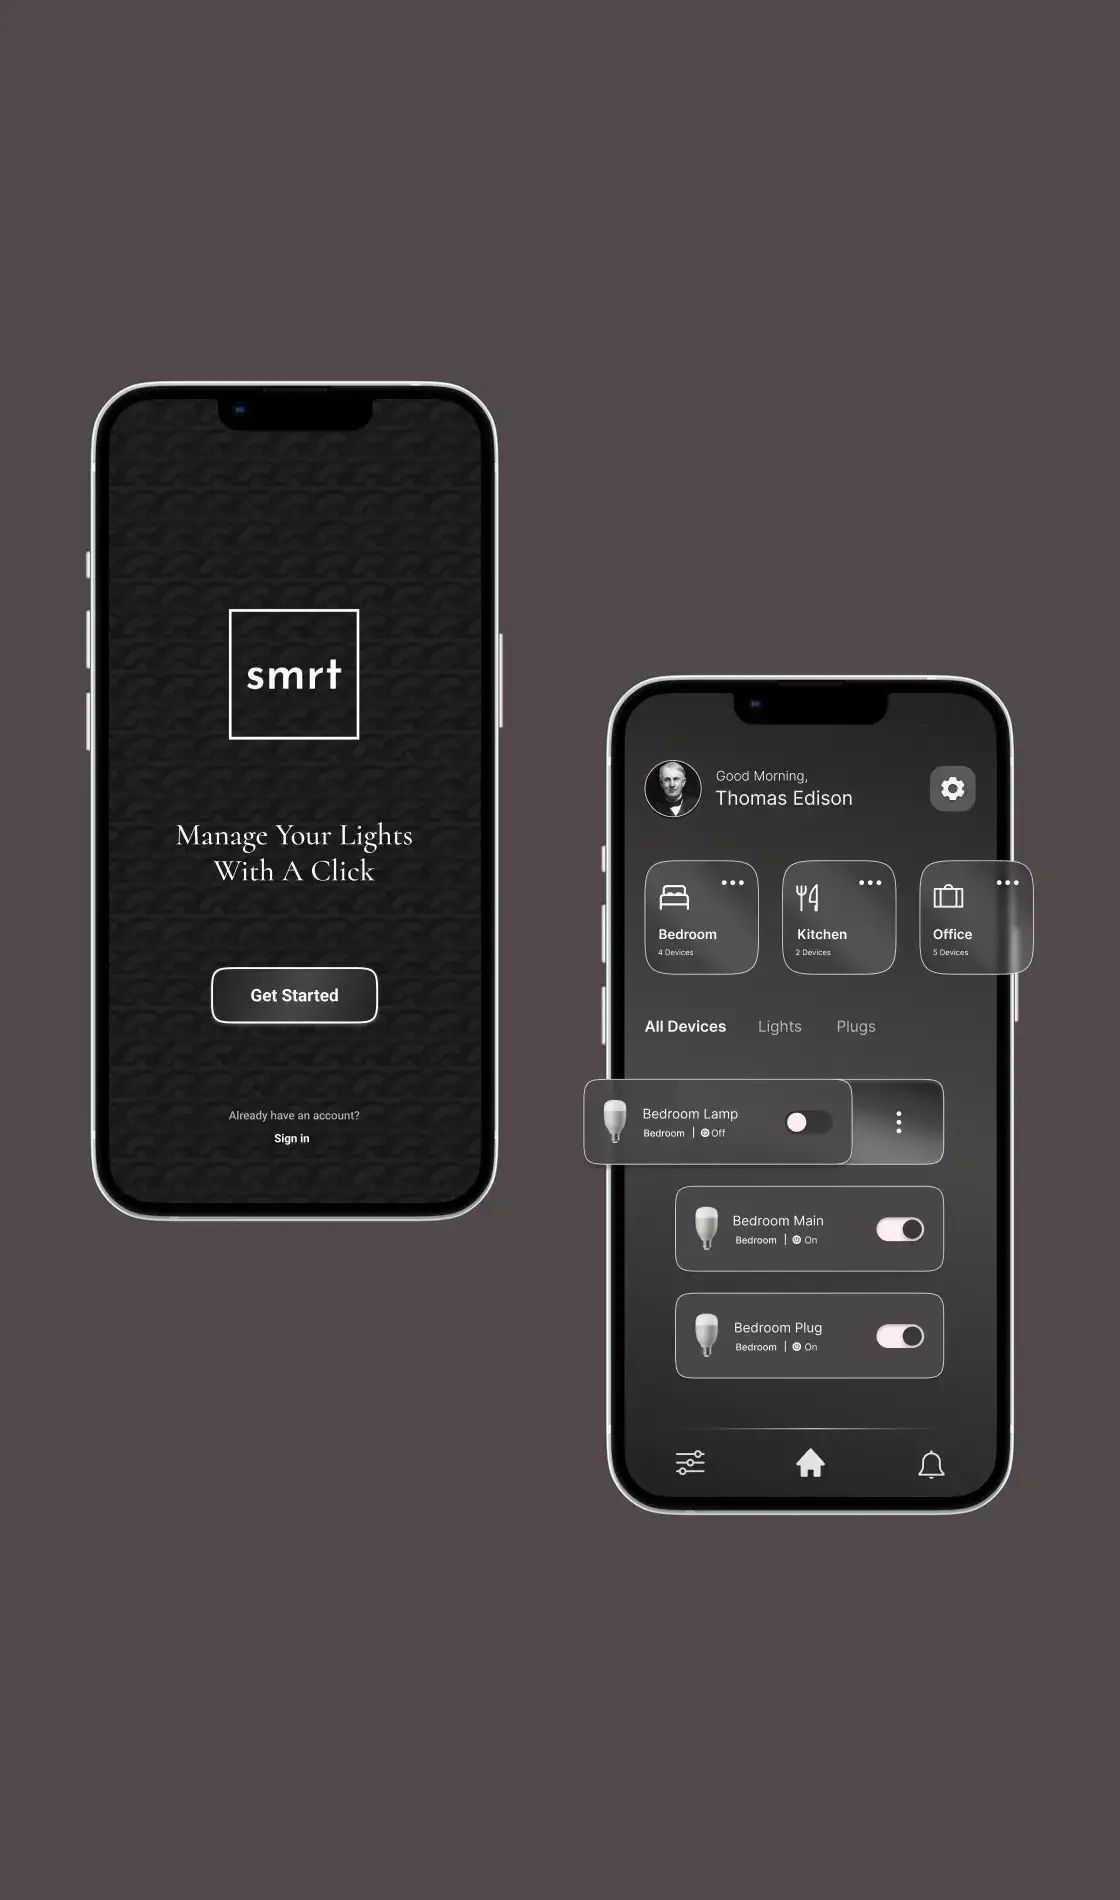 smrt
Manage Your Lights
With A Click
Get Started
Already have an account?
Sign in
Good Morning,
Thomas Edison
Bedroom
4 Devices
Kitchen
2 Devices
Office
5 Devices
All Devices Lights Plugs
Bedroom Lamp
Bedroom | Off
Bedroom Main
Bedroom | On
Bedroom Plug
Bedroom | On